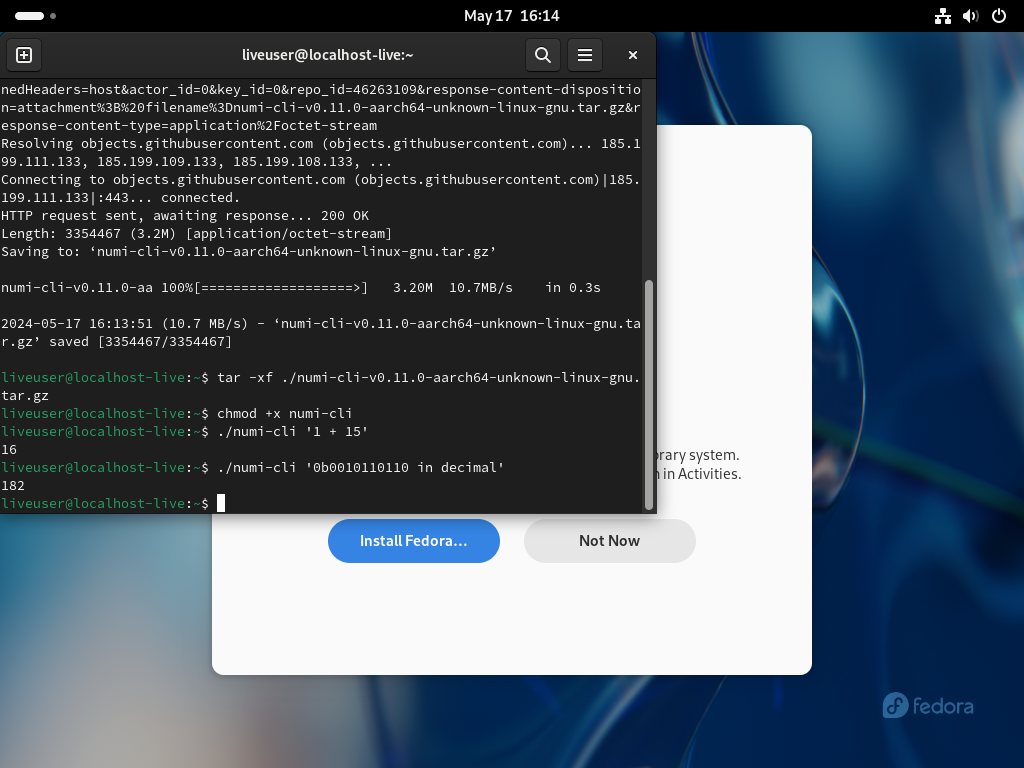 May 17 16:14
liveuser@localhost-live:~
nedHeaders=host&actor_id=0&key_id=0&repo_id=46263109&response-content-dispositio
n=attachment%3B%20filename%3Dnumi-cli-v0.11.0-aarch64-unknown-linux-gnu.tar.gz&r
esponse-content-type=application%2Foctet-stream
Resolving objects.githubusercontent.com (objects.githubusercontent.com)... 185.1
99.111.133, 185.199.109.133, 185.199.108.133, ...
Connecting to objects.githubusercontent.com (objects.githubusercontent.com)|185.
199.111.133|:443... connected.
HTTP request sent, awaiting response... 200 OK
Length: 3354467 (3.2M) [application/octet-stream]
Saving to: ‘numi-cli-v0.11.0-aarch64-unknown-linux-gnu.tar.gz’
numi-cli-v0.11.0-aa 100%[===================>]   3.20M  10.7MB/s    in 0.3s
2024-05-17 16:13:51 (10.7 MB/s) - ‘numi-cli-v0.11.0-aarch64-unknown-linux-gnu.ta
r.gz’ saved [3354467/3354467]
liveuser@localhost-live:~$ tar -xf ./numi-cli-v0.11.0-aarch64-unknown-linux-gnu.
tar.gz
liveuser@localhost-live:~$ chmod +x numi-cli
liveuser@localhost-live:~$ ./numi-cli '1 + 15'
16
liveuser@localhost-live:~$ ./numi-cli '0b0010110110 in decimal'
182
liveuser@localhost-live:~$
system.
in Activities.
Install Fedora...
Not Now
fedora